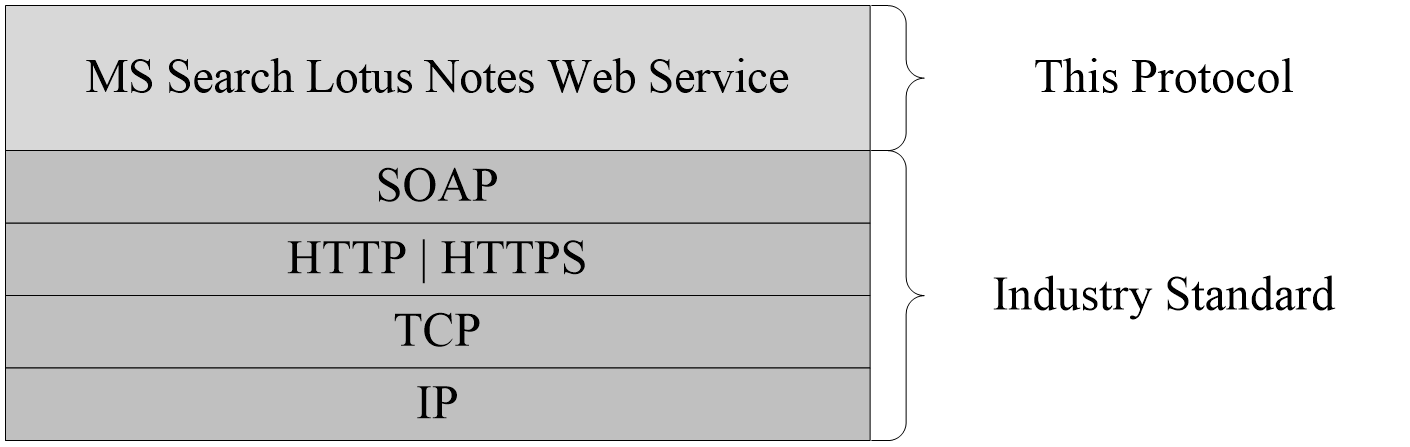 MS Search Lotus Notes Web Service
This Protocol
SOAP
HTTP | HTTPS
TCP
IP
Industry Standard